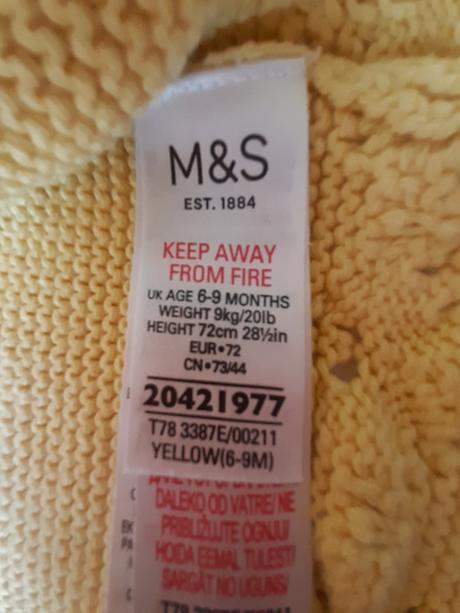 M&S
EST. 1884
KEEP AWAY
FROM FIRE
UK AGE 6-9 MONTHS
WEIGHT 9kg/20lb
HEIGHT 72cm 28½in
EUR•72
CN•73/44
20421977
T78 3387E/00211
YELLOW(6-9M)
DALEKO OD VATRE/ NE
PRIBLIŽUJTE OGNJU/
HOIDA EEMAL TULEST/
SARGĀT NO UGUNS/